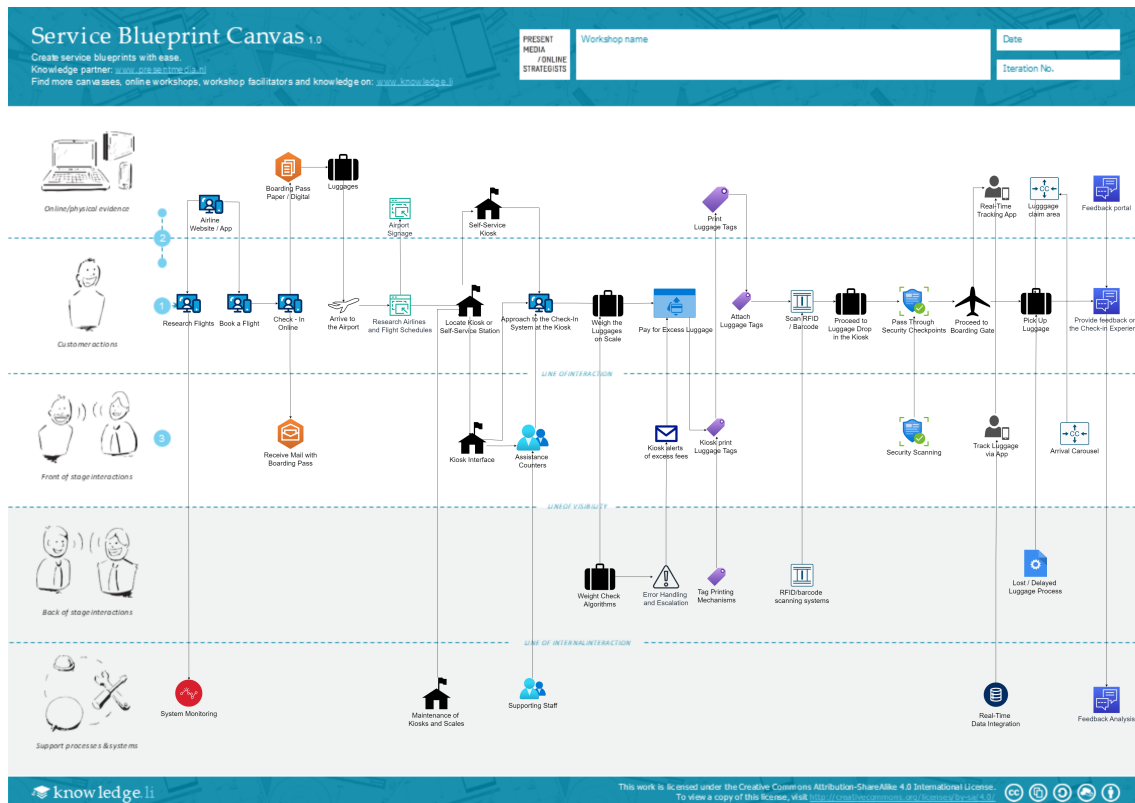 Service Blueprint Canvas 1.0
Create service blueprints with ease.
Knowledge partner: www.presentmedia.nl
Find more canvasses, online workshops, workshop facilitators and knowledge on: www.knowledge.li
PRESENT
MEDIA
/ONLINE
STRATEGISTS
Workshop name
Date
Iteration No.
Online/physical evidence
Airline
Website / App
Boarding Pass
Paper / Digital
Luggages
Airport
Signage
Self-Service
Kiosk
Print
Luggage Tags
Real-Time
Tracking App
Lugggage
claim area
Feedback portal
2
Customer actions
1
Research Flights
Book a Flight
Check - In
Online
Arrive to
the Airport
Research Airlines
and Flight Schedules
Locate Kiosk or
Self-Service Station
Approach to the Check-In
System at the Kiosk
Weigh the
Luggages
on Scale
Pay for Excess Luggage
Attach
Luggage Tags
Scan RFID
/ Barcode
Proceed to
Luggage Drop
in the Kiosk
Pass Through
Security Checkpoints
Proceed to
Boarding Gate
Pick Up
Luggage
Provide feedback on
the Check-in Experien
LINE OF INTERACTION
Front of stage interactions
3
Receive Mail with
Boarding Pass
Kiosk Interface
Assistance
Counters
Kiosk alerts
of excess fees
Kiosk print
Luggage Tags
Security Scanning
Track Luggage
via App
Arrival Carousel
LINE OF VISIBILITY
Back of stage interactions
Weight Check
Algorithms
Error Handling
and Escalation
Tag Printing
Mechanisms
RFID/barcode
scanning systems
Lost / Delayed
Luggage Process
LINE OF INTERNAL INTERACTION
Support processes & systems
System Monitoring
Maintenance of
Kiosks and Scales
Supporting Staff
Real-Time
Data Integration
Feedback Analysis
knowledge.li
This work is licensed under the Creative Commons Attribution-ShareAlike 4.0 International License.
To view a copy of this license, visit http://creativecommons.org/licenses/by-sa/4.0/